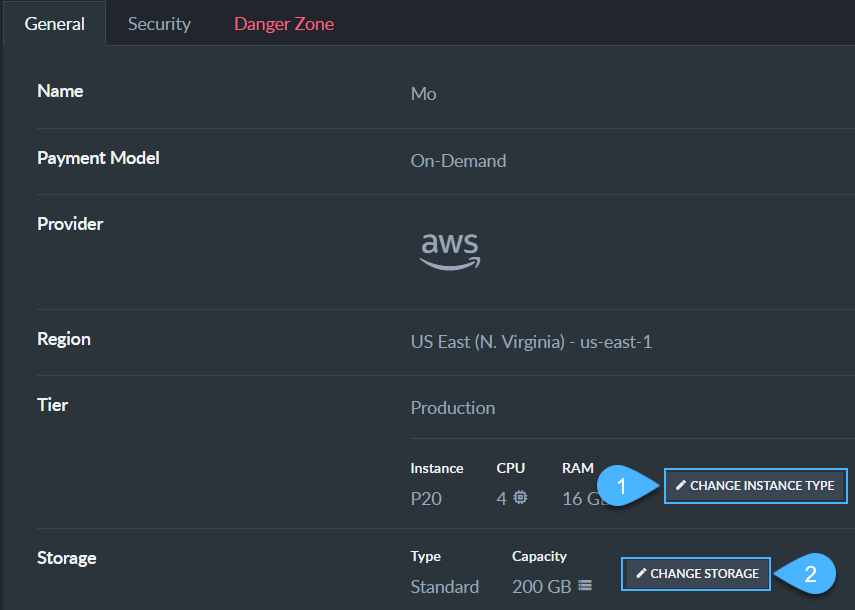 General Security Danger Zone
Name Mo
Payment Model On-Demand
Provider aws
Region US East (N. Virginia) - us-east-1
Tier Production
Instance CPU RAM
P20 4 16 1 CHANGE INSTANCE TYPE
Storage Type Capacity
Standard 200 GB CHANGE STORAGE 2